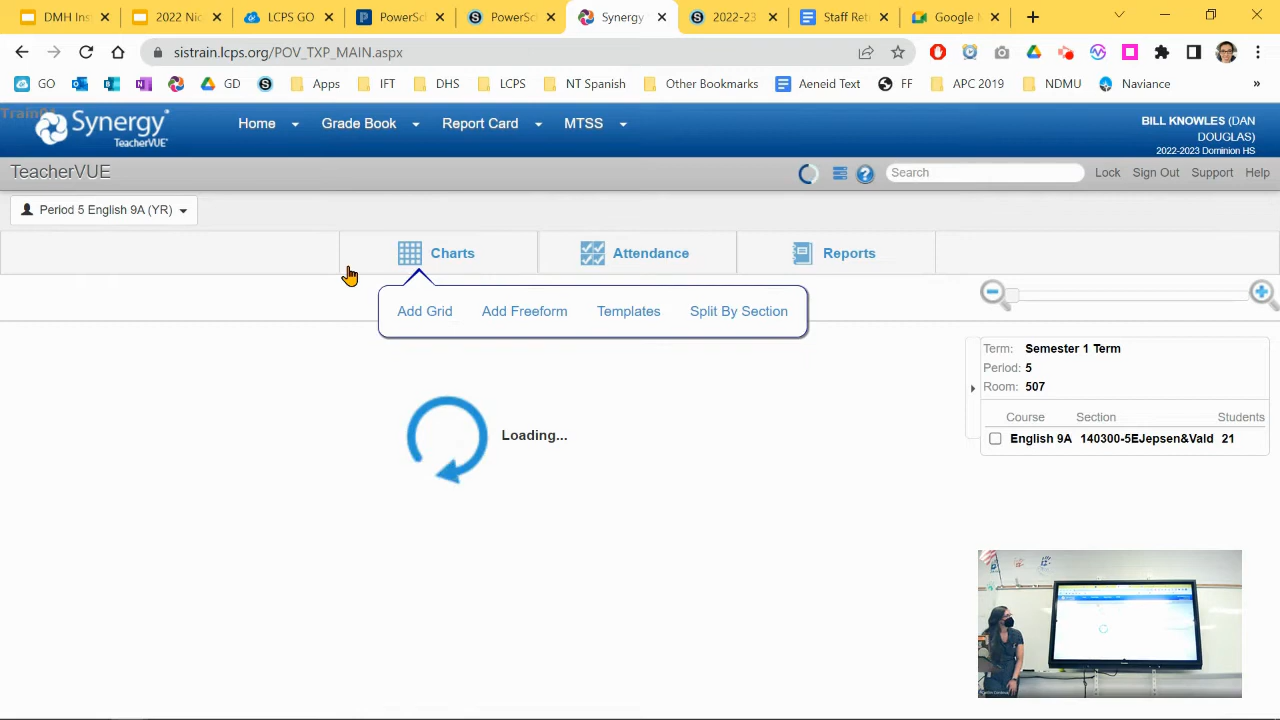 DMH Ins
2022 Nic
LCPS GO
PowerSc
PowerSc
Synergy
2022-23
Staff Ret
Google
sistrain.lcps.org/POV_TXP_MAIN.aspx
GO
GD
Apps
IFT
DHS
LCPS
NT Spanish
Other Bookmarks
Aeneid Text
FF
APC 2019
NDMU
Naviance
»
Synergy
TeacherVUE
Home
Grade Book
Report Card
MTSS
BILL KNOWLES (DAN
DOUGLAS)
2022-2023 Dominion HS
TeacherVUE
Search
Lock
Sign Out
Support
Help
Period 5 English 9A (YR)
Charts
Attendance
Reports
Add Grid
Add Freeform
Templates
Split By Section
Term: Semester 1 Term
Period: 5
Room: 507
Course Section Students
English 9A 140300-5EJepsen&Vald 21
Loading...